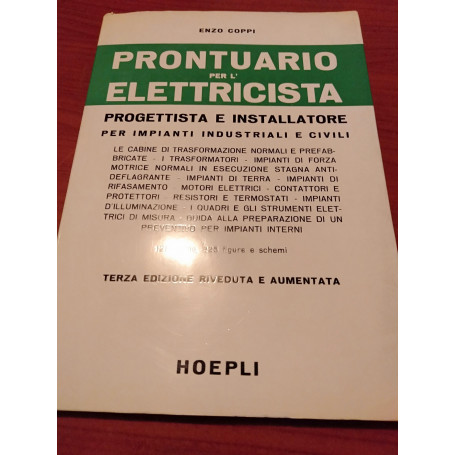 ENZO COPPI
PRONTUARIO
PER L'
ELETTRICISTA
PROGETTISTA E INSTALLATORE
PER IMPIANTI INDUSTRIALI E CIVILI
LE CABINE DI TRASFORMAZIONE NORMALI E PREFAB-
BRICATE - I TRASFORMATORI - IMPIANTI DI FORZA
MOTRICE NORMALI IN ESECUZIONE STAGNA ANTI-
DEFLAGRANTE - IMPIANTI DI TERRA - IMPIANTI DI
RIFASAMENTO MOTORI ELETTRICI - CONTATTORI E
PROTETTORI RESISTORI E TERMOSTATI - IMPIANTI
D'ILLUMINAZIONE - I QUADRI E GLI STRUMENTI ELET-
TRICI DI MISURA - GUIDA ALLA PREPARAZIONE DI UN
PREVENTIVO PER IMPIANTI INTERNI
figure e schemi
TERZA EDIZIONE RIVEDUTA E AUMENTATA
HOEPLI